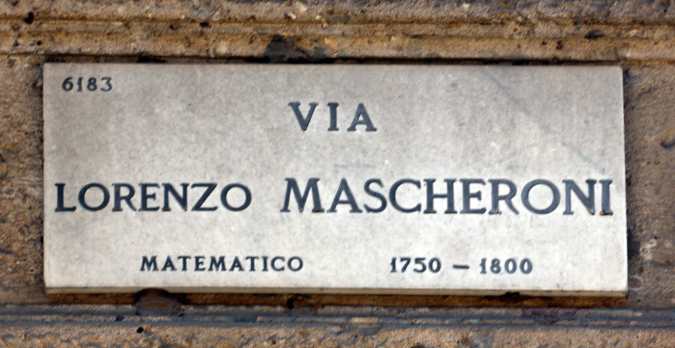 6183
VIA
LORENZO MASCHERONI
MATEMATICO 1750 - 1800